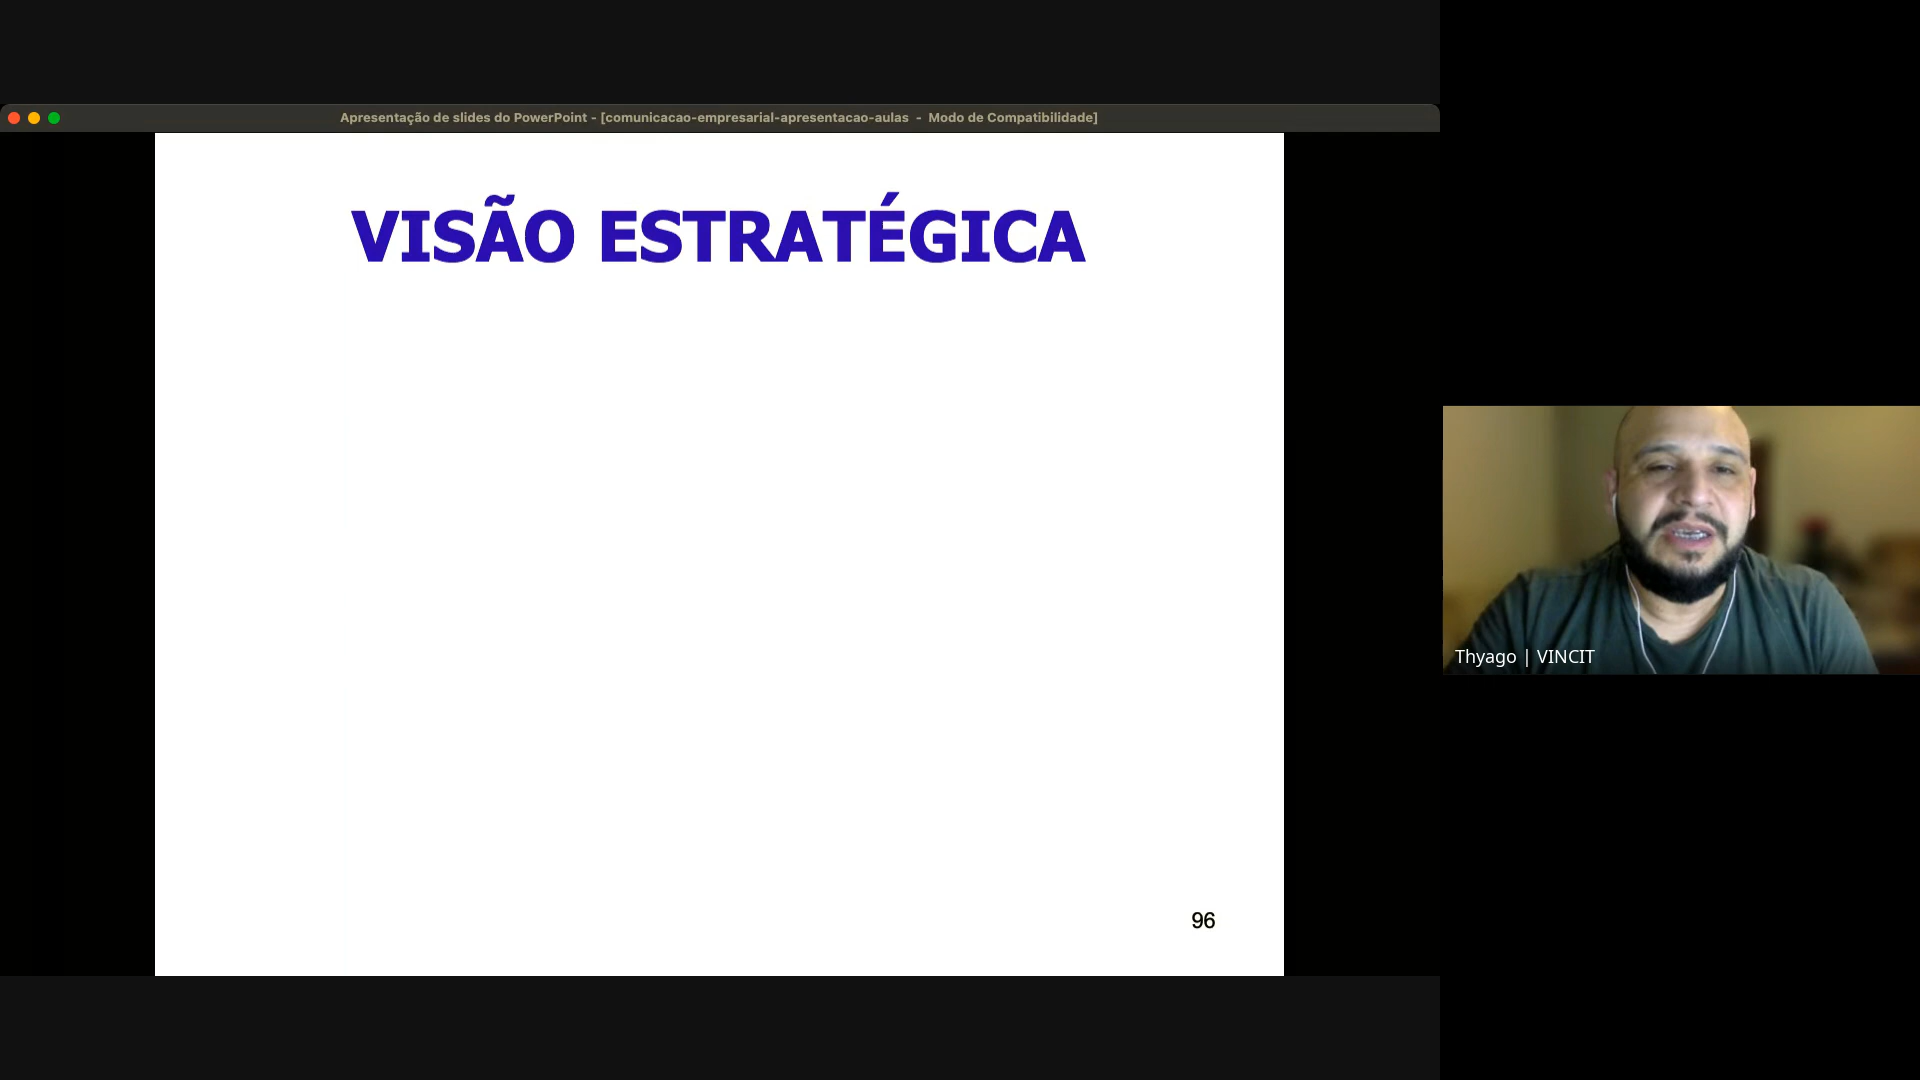 Apresentação de slides do PowerPoint - [comunicacao-empresarial-apresentacao-aulas  -  Modo de Compatibilidade]
VISÃO ESTRATÉGICA
Thyago | VINCIT
96